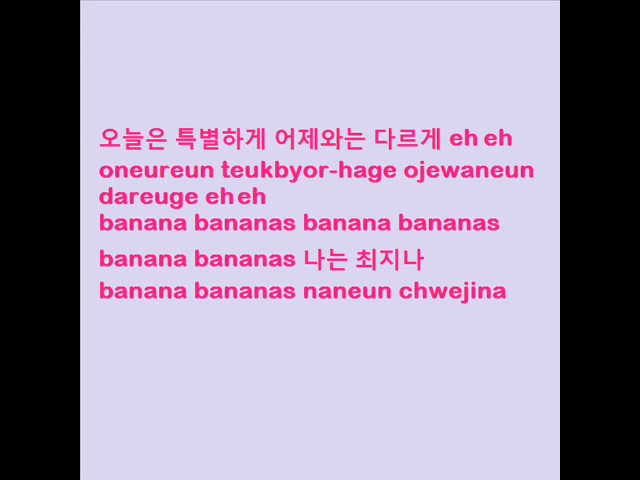 오늘은 특별하게 어제와는 다르게 eh eh
oneureun teukbyor-hage ojewaneun
dareuge eh eh
banana bananas banana bananas
banana bananas 나는 최지나
banana bananas naneun chwejina